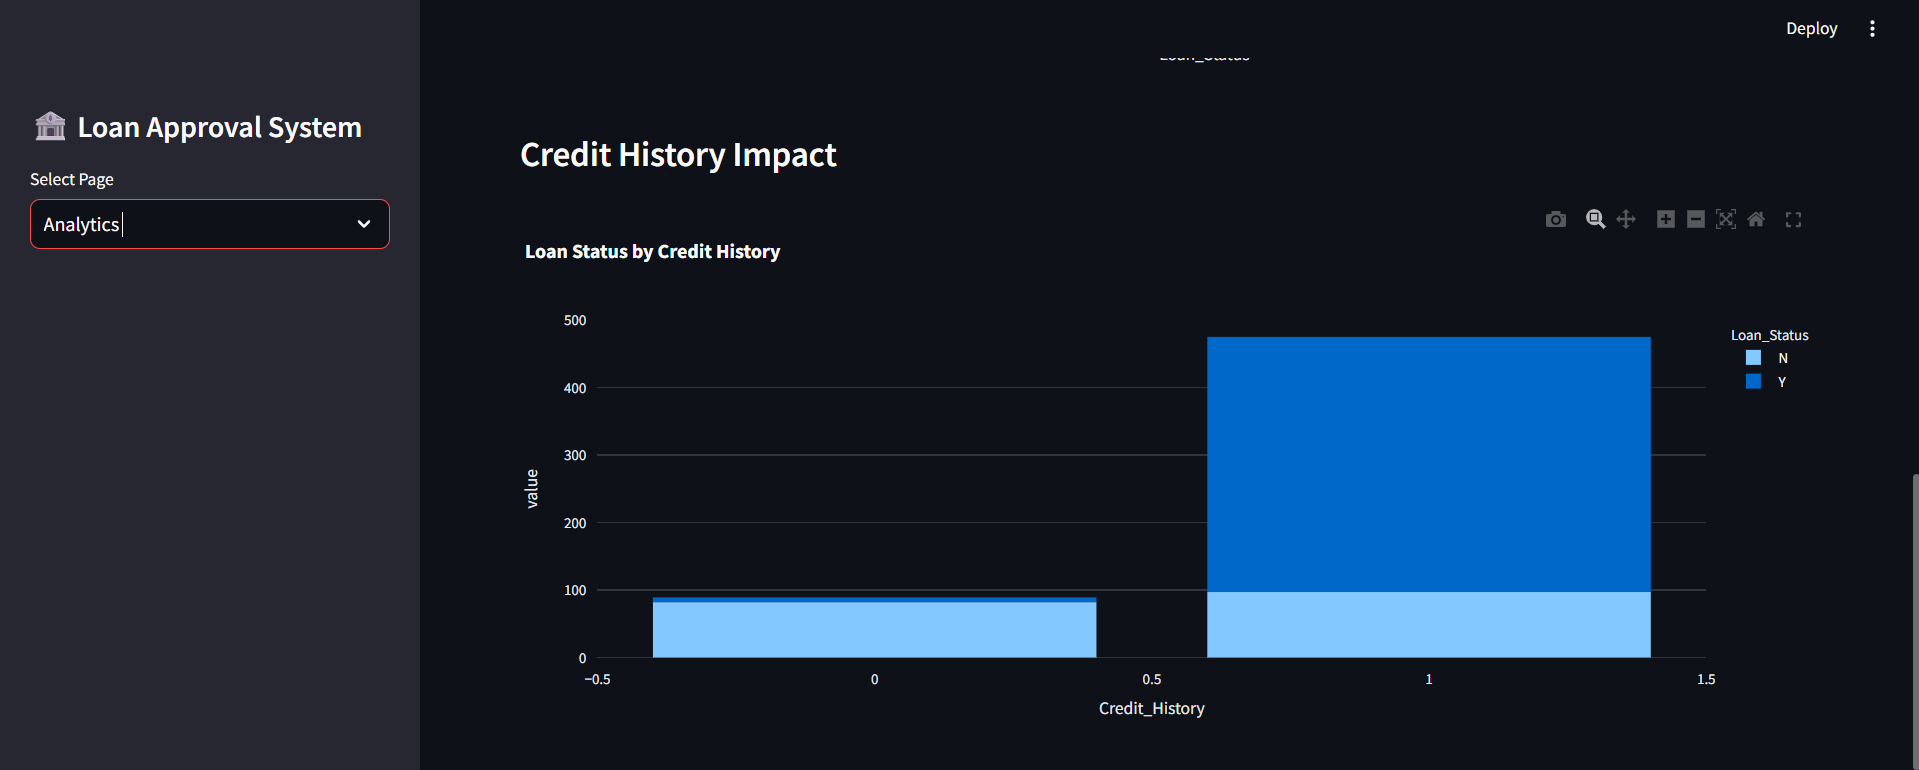 Deploy
Loan_Status
Loan Approval System
Select Page
Analytics
Credit History Impact
Loan Status by Credit History
500
400
300
200
100
0
value
−0.5
0
0.5
1
1.5
Credit_History
Loan_Status
N
Y